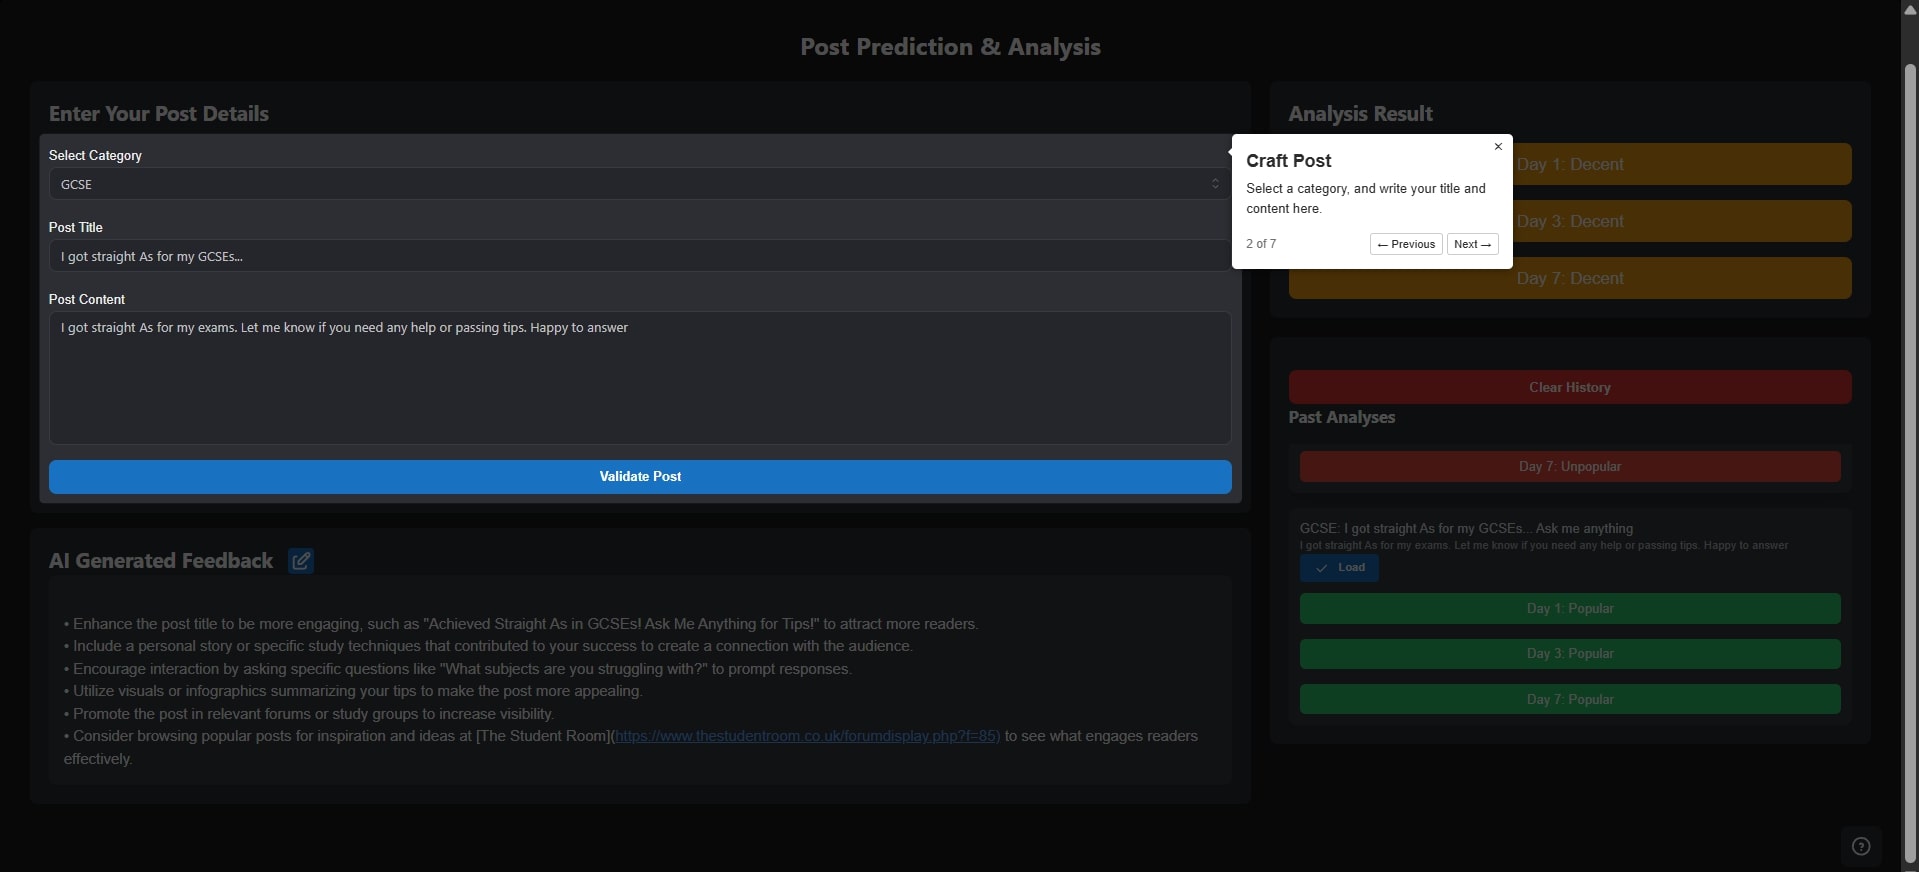 Post Prediction & Analysis
Enter Your Post Details
Select Category
GCSE
Post Title
I got straight As for my GCSEs...
Post Content
I got straight As for my exams. Let me know if you need any help or passing tips. Happy to answer
Validate Post
Craft Post
Select a category, and write your title and
content here.
2 of 7
← Previous
Next →
Analysis Result
Day 1: Decent
Day 3: Decent
Day 7: Decent
Clear History
Past Analyses
Day 7: Unpopular
GCSE: I got straight As for my GCSEs... Ask me anything
I got straight As for my exams. Let me know if you need any help or passing tips. Happy to answer
Load
Day 1: Popular
Day 3: Popular
Day 7: Popular
AI Generated Feedback
• Enhance the post title to be more engaging, such as "Achieved Straight As in GCSEs! Ask Me Anything for Tips!" to attract more readers.
• Include a personal story or specific study techniques that contributed to your success to create a connection with the audience.
• Encourage interaction by asking specific questions like "What subjects are you struggling with?" to prompt responses.
• Utilize visuals or infographics summarizing your tips to make the post more appealing.
• Promote the post in relevant forums or study groups to increase visibility.
• Consider browsing popular posts for inspiration and ideas at [The Student Room](https://www.thestudentroom.co.uk/forumdisplay.php?f=85) to see what engages readers
effectively.